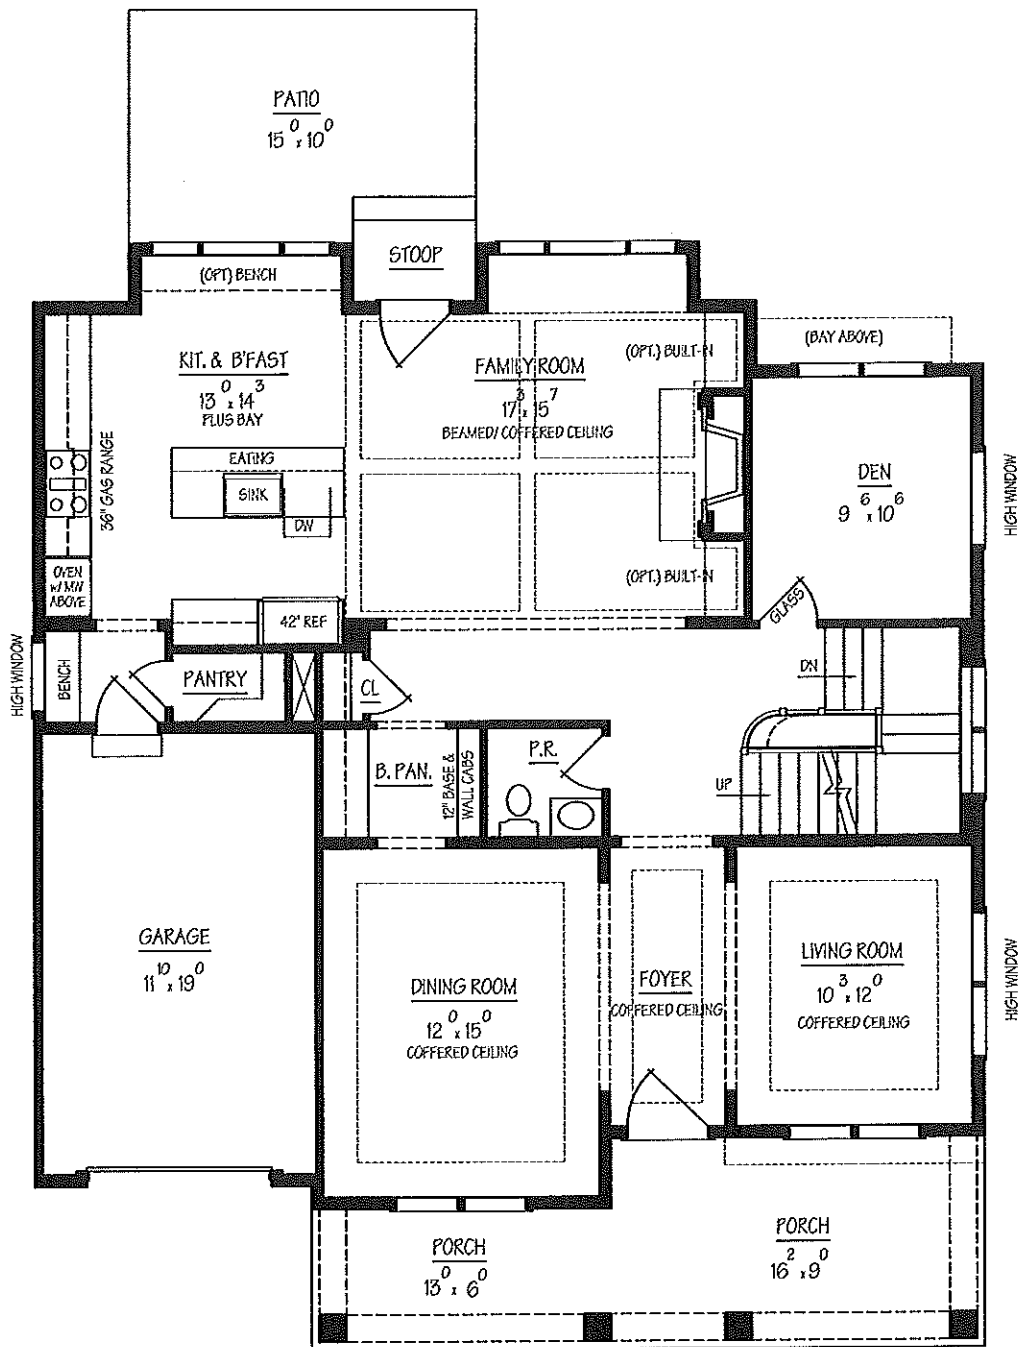 PATIO
15⁰ x 10⁰
STOOP
(OPT) BENCH
(BAY ABOVE)
KIT. & B'FAST
13⁰ x 14³
PLUS BAY
FAMILY ROOM
17³ x 15⁷
BEAMED/ COFFERED CEILING
(OPT.) BUILT-IN
36" GAS RANGE
EATING
SINK
DW
DEN
9⁶ x 10⁶
HIGH WINDOW
OVEN
W/ MW
ABOVE
(OPT.) BUILT-IN
GLASS
42" REF
HIGH WINDOW
BENCH
PANTRY
CL
DN
B. PAN.
12" BASE &
WALL CABS
P.R.
UP
GARAGE
11¹⁰ x 19⁰
DINING ROOM
12⁰ x 15⁰
COFFERED CEILING
FOYER
COFFERED CEILING
LIVING ROOM
10³ x 12⁰
COFFERED CEILING
HIGH WINDOW
PORCH
13⁰ x 6⁰
PORCH
16² x 9⁰